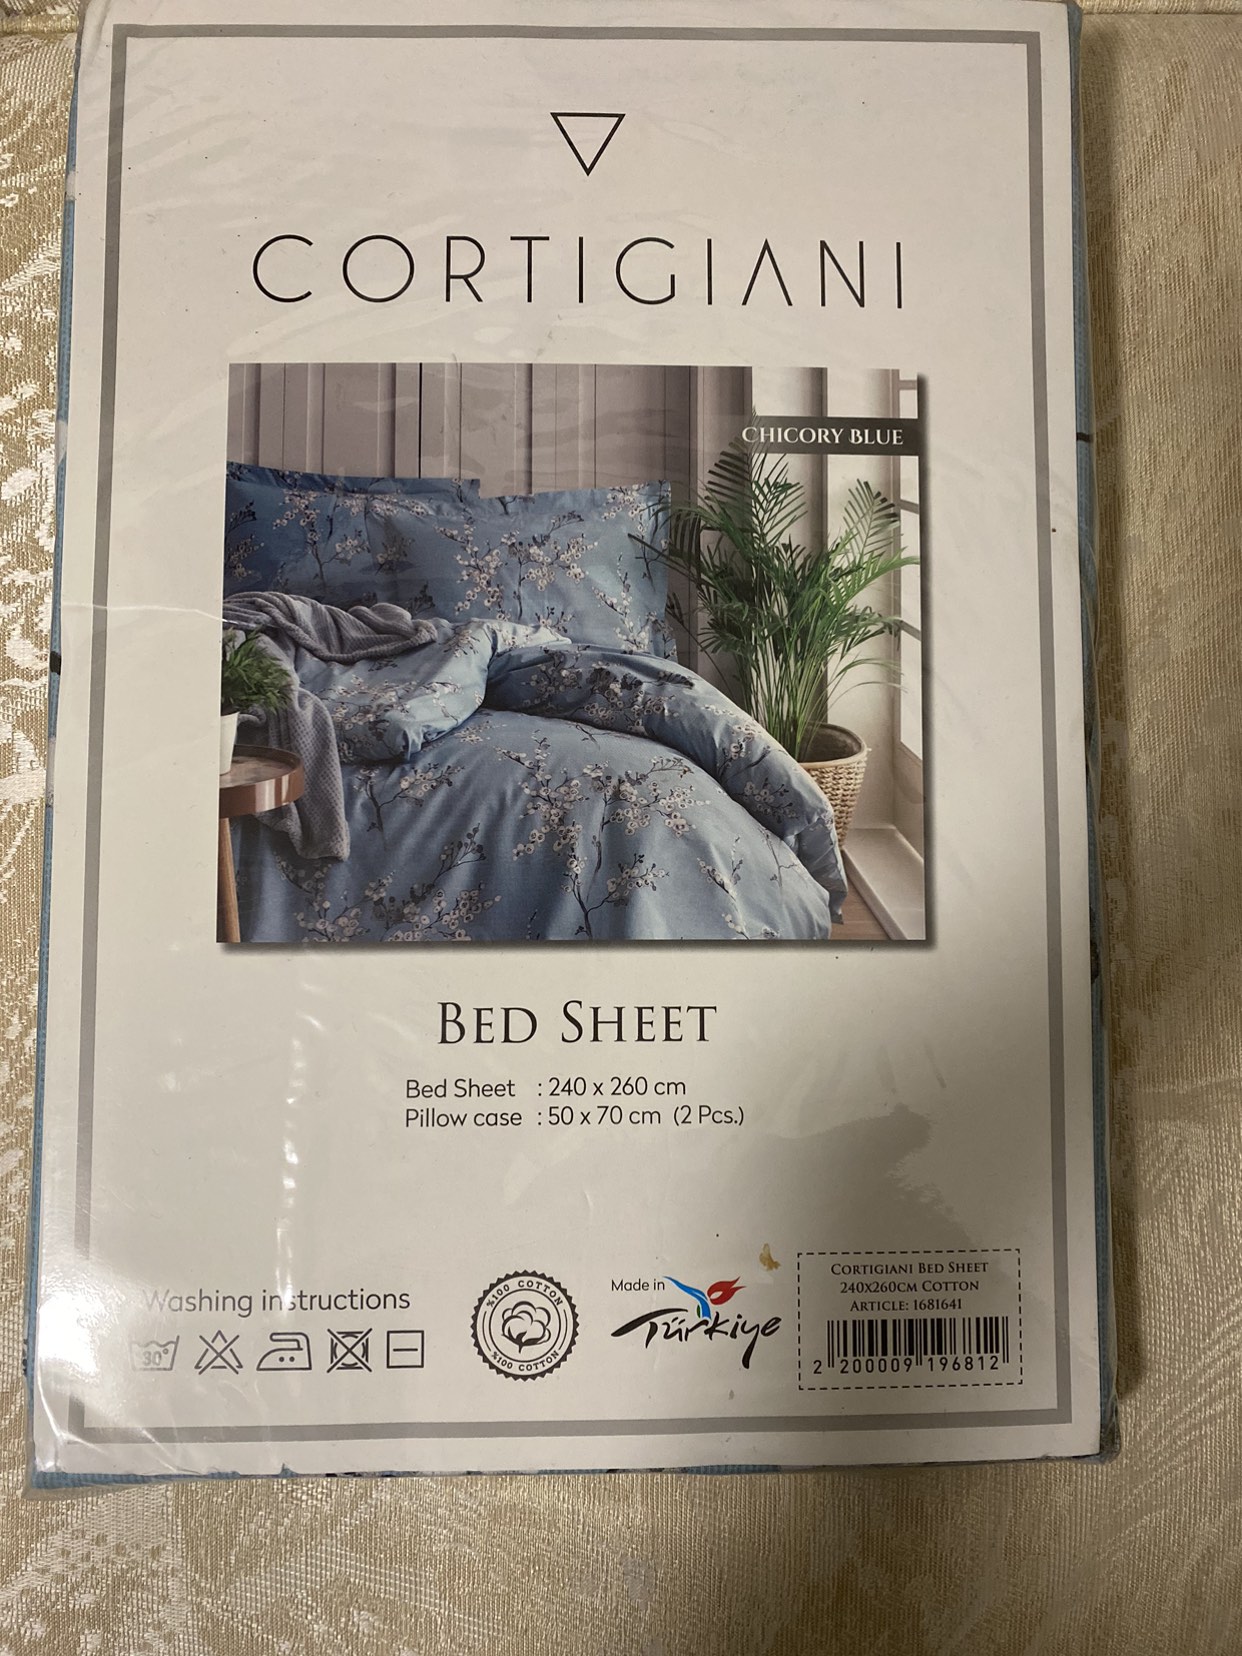 CORTIGIANI
CHICORY BLUE
BED SHEET
Bed Sheet : 240 x 260 cm
Pillow case : 50 x 70 cm (2 Pcs.)
Washing instructions
30°
%100 COTTON
%100 COTTON
Made in
Türkiye
CORTIGIANI BED SHEET
240X260CM COTTON
ARTICLE: 1681641
2 200009 196812